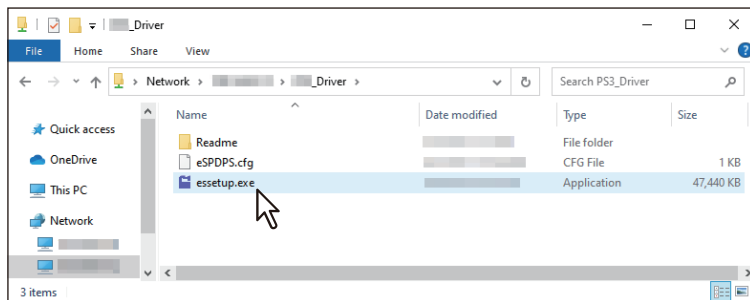 _Driver
File Home Share View
Network > > _Driver > Search PS3_Driver
Name Date modified Type Size
Quick access
Readme File folder
OneDrive
eSPDPS.cfg CFG File 1 KB
This PC
essetup.exe Application 47,440 KB
Network
3 items